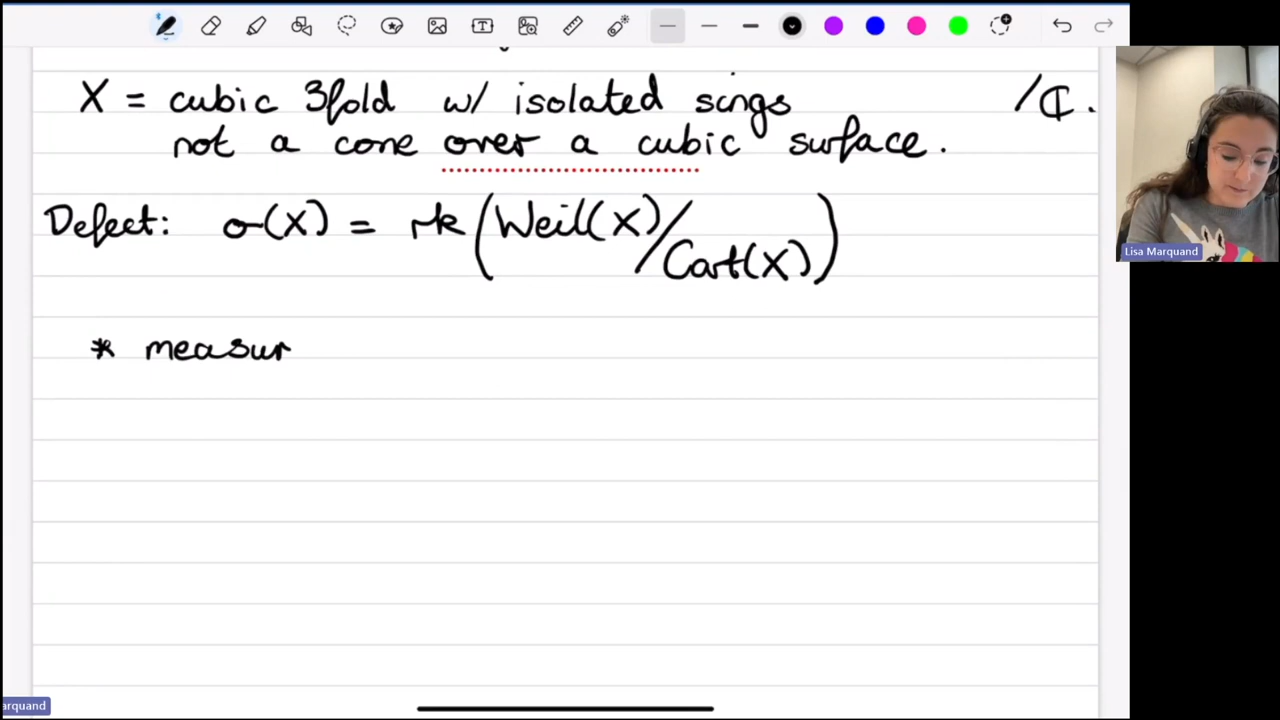 X = cubic 3fold w/ isolated sings /ℂ.
not a cone over a cubic surface.
Defect: σ(X) = rk(Weil(X)/Cart(X))
* measur
Lisa Marquand
arquand